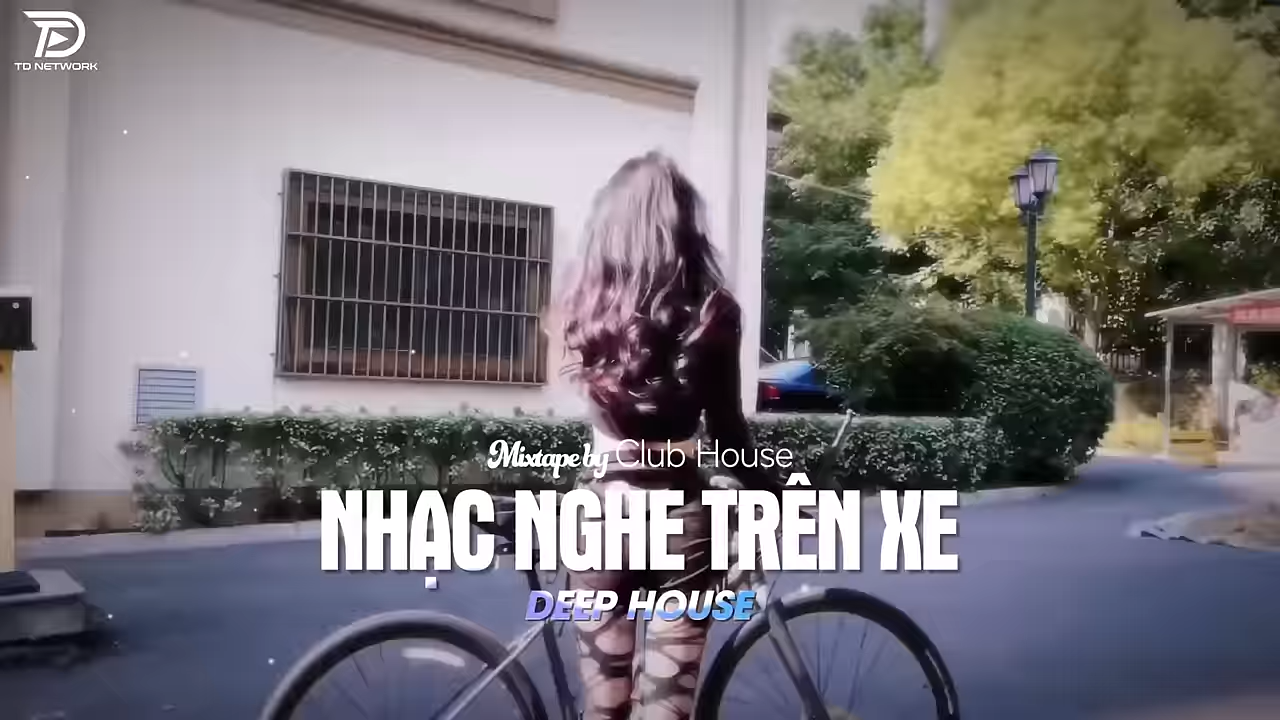 TD NETWORK
Mixtape by Club House
NHẠC NGHE TRÊN XE
DEEP HOUSE